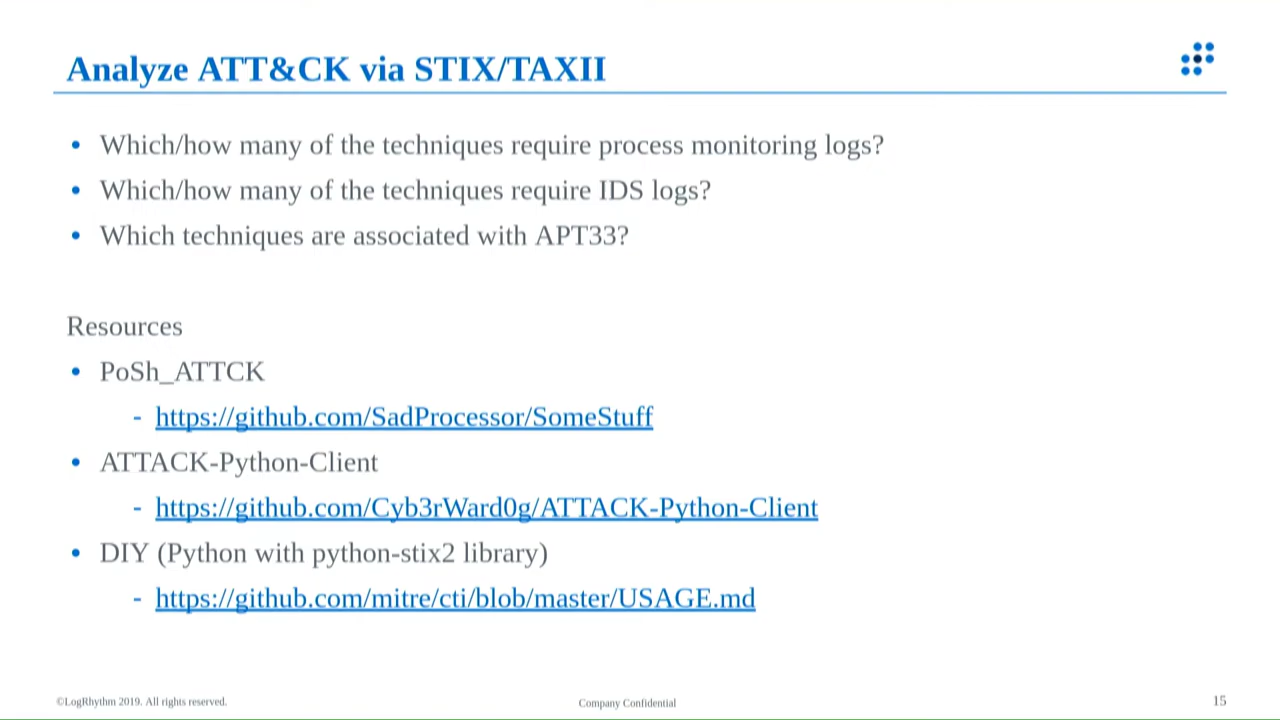 Analyze ATT&CK via STIX/TAXII
• Which/how many of the techniques require process monitoring logs?
• Which/how many of the techniques require IDS logs?
• Which techniques are associated with APT33?
Resources
• PoSh_ATTCK
- https://github.com/SadProcessor/SomeStuff
• ATTACK-Python-Client
- https://github.com/Cyb3rWard0g/ATTACK-Python-Client
• DIY (Python with python-stix2 library)
- https://github.com/mitre/cti/blob/master/USAGE.md
©LogRhythm 2019. All rights reserved.
Company Confidential
15